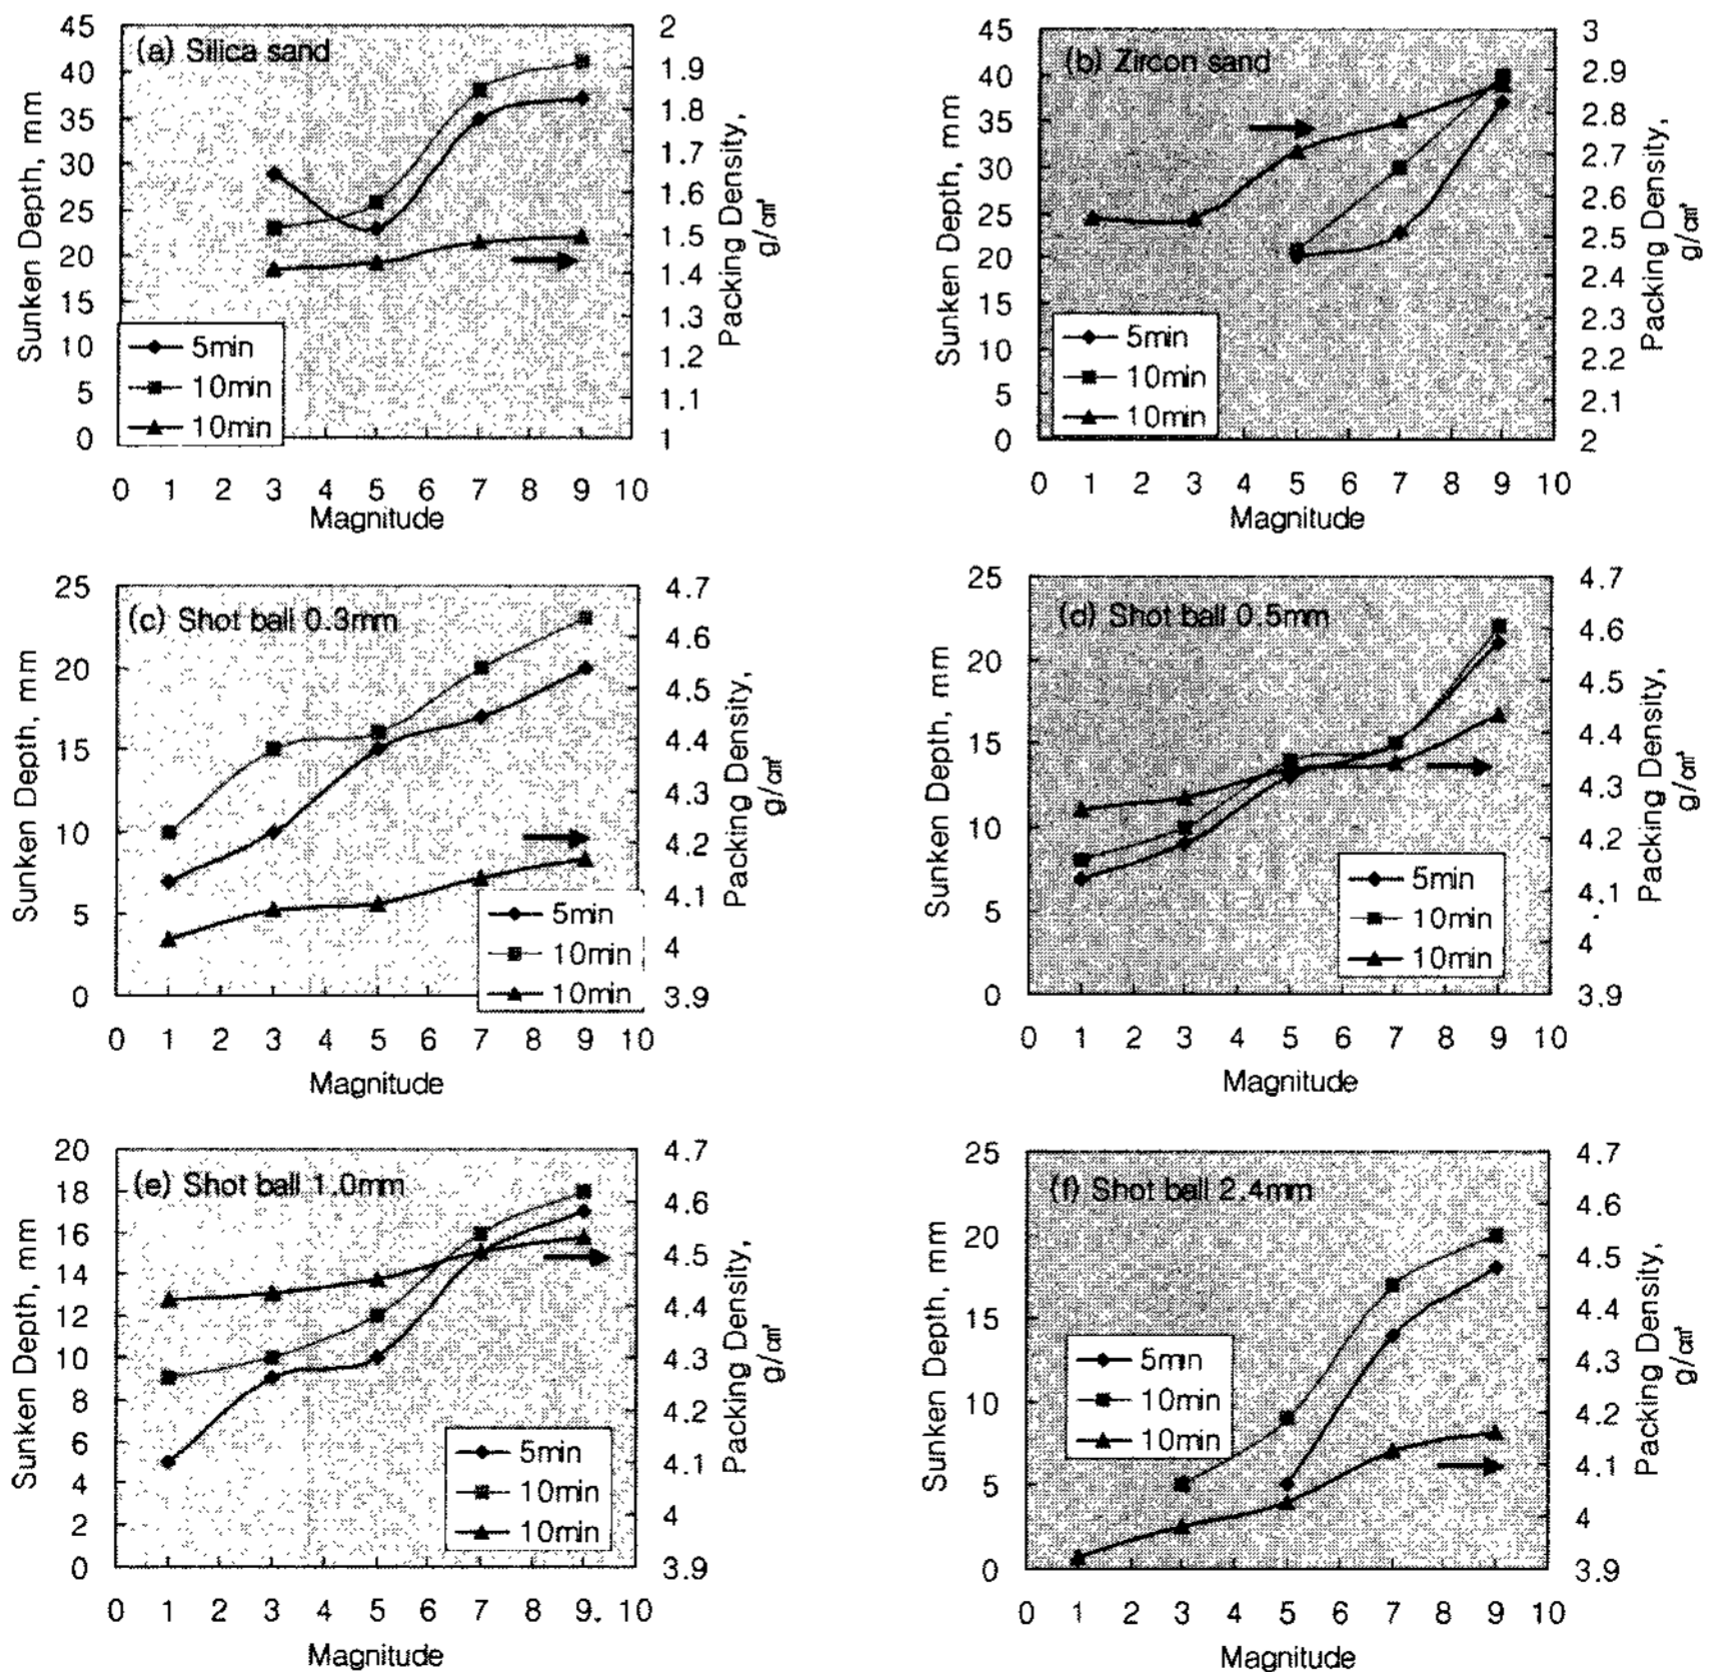 (a) Silica sand
Sunken Depth, mm
45
40
35
30
25
20
15
10
5
0
2
1.9
1.8
1.7
1.6
1.5
1.4
1.3
1.2
1.1
1
Packing Density,
g/㎤
5min
10min
10min
0 1 2 3 4 5 6 7 8 9 10
Magnitude
(b) Zircon sand
Sunken Depth, mm
45
40
35
30
25
20
15
10
5
0
3
2.9
2.8
2.7
2.6
2.5
2.4
2.3
2.2
2.1
2
Packing Density,
g/㎤
5min
10min
10min
0 1 2 3 4 5 6 7 8 9 10
Magnitude
(c) Shot ball 0.3mm
Sunken Depth, mm
25
20
15
10
5
0
4.7
4.6
4.5
4.4
4.3
4.2
4.1
4
3.9
Packing Density,
g/㎤
5min
10min
10min
0 1 2 3 4 5 6 7 8 9 10
Magnitude
(d) Shot ball 0.5mm
Sunken Depth, mm
25
20
15
10
5
0
4.7
4.6
4.5
4.4
4.3
4.2
4.1
4
3.9
Packing Density,
g/㎤
5min
10min
10min
0 1 2 3 4 5 6 7 8 9 10
Magnitude
(e) Shot ball 1.0mm
Sunken Depth, mm
20
18
16
14
12
10
8
6
4
2
0
4.7
4.6
4.5
4.4
4.3
4.2
4.1
4
3.9
Packing Density,
g/㎤
5min
10min
10min
0 1 2 3 4 5 6 7 8 9. 10
Magnitude
(f) Shot ball 2.4mm
Sunken Depth, mm
25
20
15
10
5
0
4.7
4.6
4.5
4.4
4.3
4.2
4.1
4
3.9
Packing Density,
g/㎤
5min
10min
10min
0 1 2 3 4 5 6 7 8 9 10
Magnitude